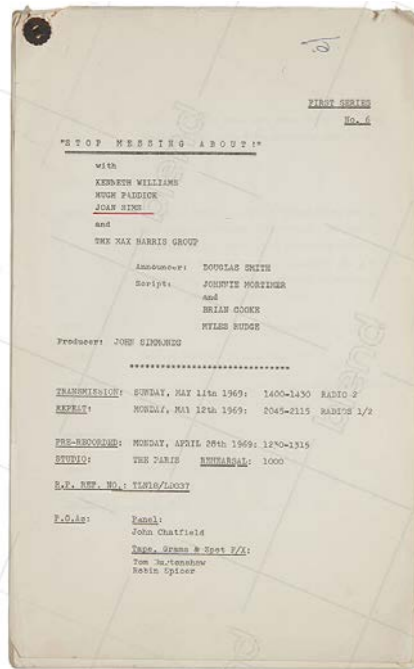 FIRST SERIES
No. 6
"STOP MESSING ABOUT!"
with
KENNETH WILLIAMS
HUGH PADDICK
JOAN SIMS
and
THE MAX HARRIS GROUP
Announcer: DOUGLAS SMITH
Script: JOHNNIE MORTIMER
and
BRIAN COOKE
MYLES RUDGE
Producer: JOHN SIMMONDS
******************************
TRANSMISSION: SUNDAY, MAY 11th 1969: 1400-1430 RADIO 2
REPEAT: MONDAY, MAY 12th 1969: 2045-2115 RADIOS 1/2
PRE-RECORDED: MONDAY, APRIL 28th 1969: 1230-1315
STUDIO: THE PARIS REHEARSAL: 1000
R.P. REF. NO.: TLN18/LD037
P.O.As: Panel:
John Chatfield
Tape, Grams & Spot F/X:
Tom
Robin Spicer
bend